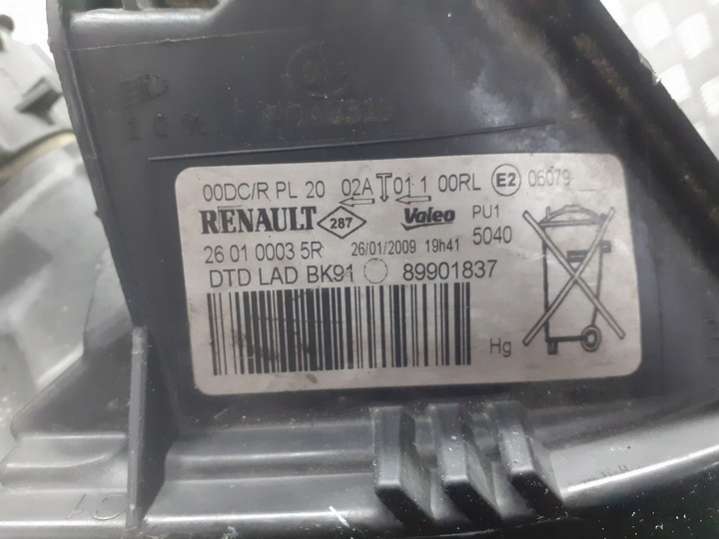 00DC/R PL 20 02A 01 1 00RL E2 06079
RENAULT 287 Valeo PU1
26 01 0003 5R 26/01/2009 19h41 5040
DTD LAD BK91 89901837
Hg